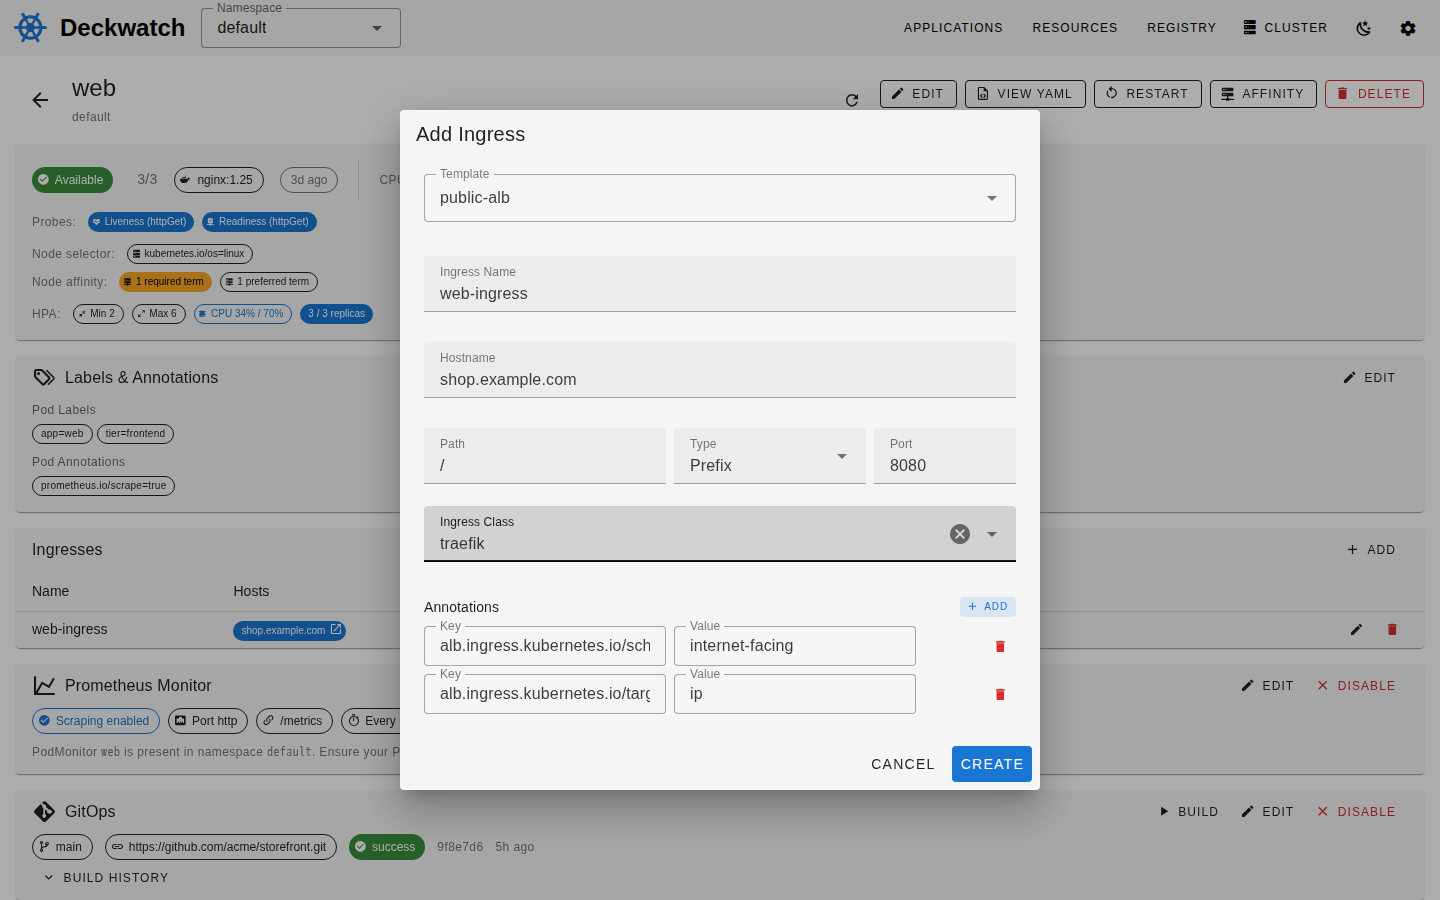 Deckwatch
Namespace
default
APPLICATIONS
RESOURCES
REGISTRY
CLUSTER
web
default
EDIT
VIEW YAML
RESTART
AFFINITY
DELETE
Available
3/3
nginx:1.25
3d ago
Probes:
Liveness (httpGet)
Readiness (httpGet)
Node selector:
kubernetes.io/os=linux
Node affinity:
1 required term
1 preferred term
HPA:
Min 2
Max 6
CPU 34% / 70%
3 / 3 replicas
Labels & Annotations
EDIT
Pod Labels
app=web
tier=frontend
Pod Annotations
prometheus.io/scrape=true
Ingresses
ADD
Name
Hosts
web-ingress
shop.example.com
Prometheus Monitor
EDIT
DISABLE
Scraping enabled
Port http
/metrics
Every
PodMonitor web is present in namespace default. Ensure your P
GitOps
BUILD
EDIT
DISABLE
main
https://github.com/acme/storefront.git
success
9f8e7d6
5h ago
BUILD HISTORY
Add Ingress
Template
public-alb
Ingress Name
web-ingress
Hostname
shop.example.com
Path
/
Type
Prefix
Port
8080
Ingress Class
traefik
Annotations
ADD
Key
alb.ingress.kubernetes.io/sch
Value
internet-facing
Key
alb.ingress.kubernetes.io/targ
Value
ip
CANCEL
CREATE